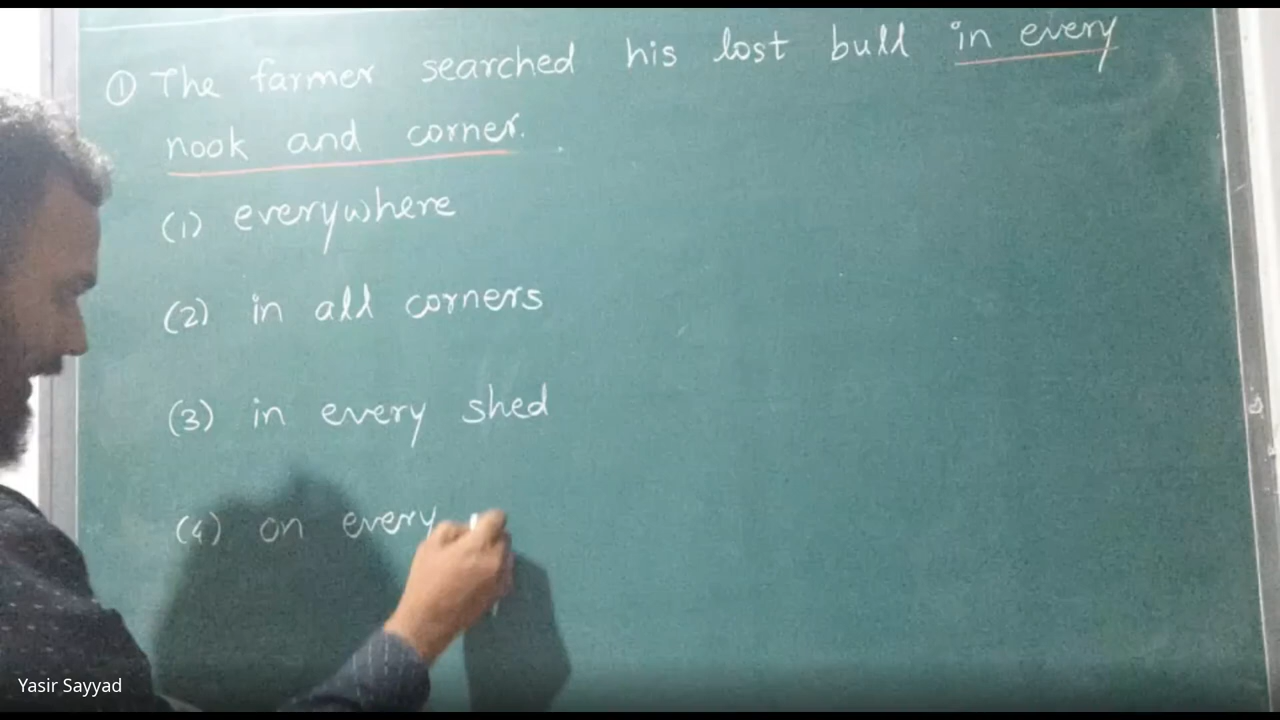 ① The farmer searched his lost bull in every
nook and corner.
(1) everywhere
(2) in all corners
(3) in every shed
(4) on every
Yasir Sayyad